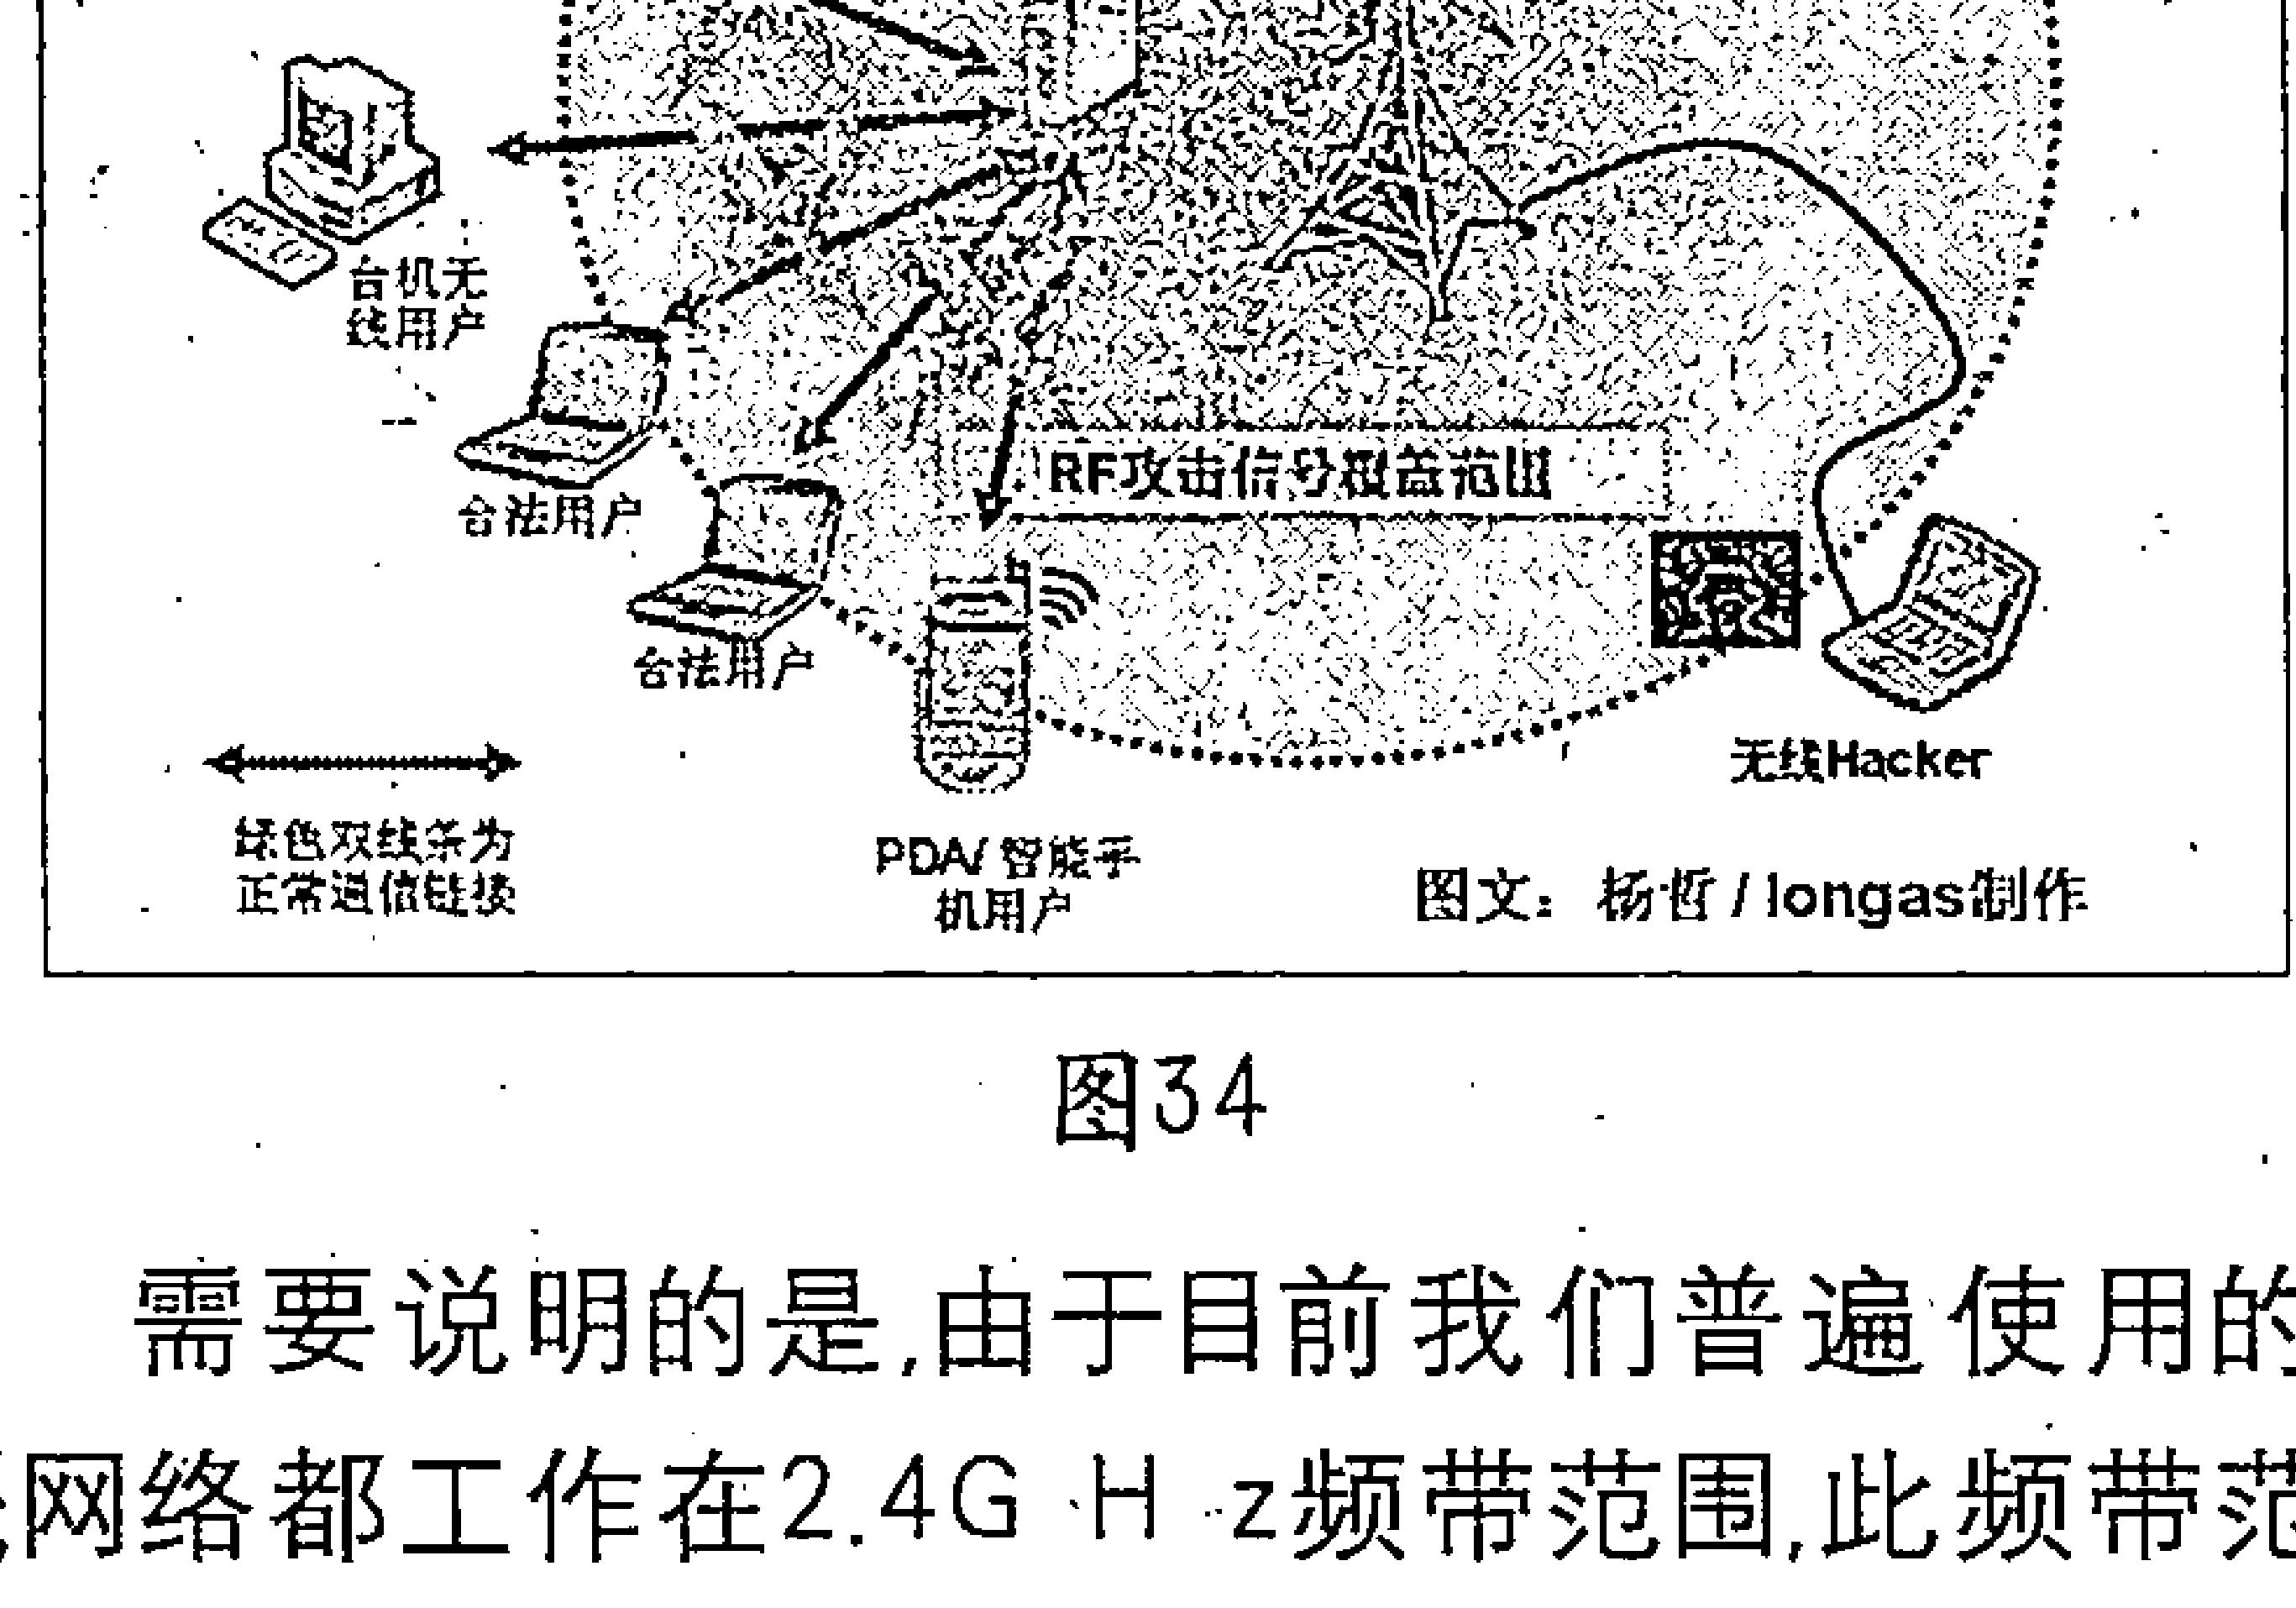 台机无
线用户
合法用户
RF攻击信号覆盖范围
合法用户
无线Hacker
绿色双线条为
正常通信链接
PDA/ 智能手
机用户
图文：杨哲 / longas制作
图34
需要说明的是,由于目前我们普遍使用的
网络都工作在2.4G H z频带范围,此频带范